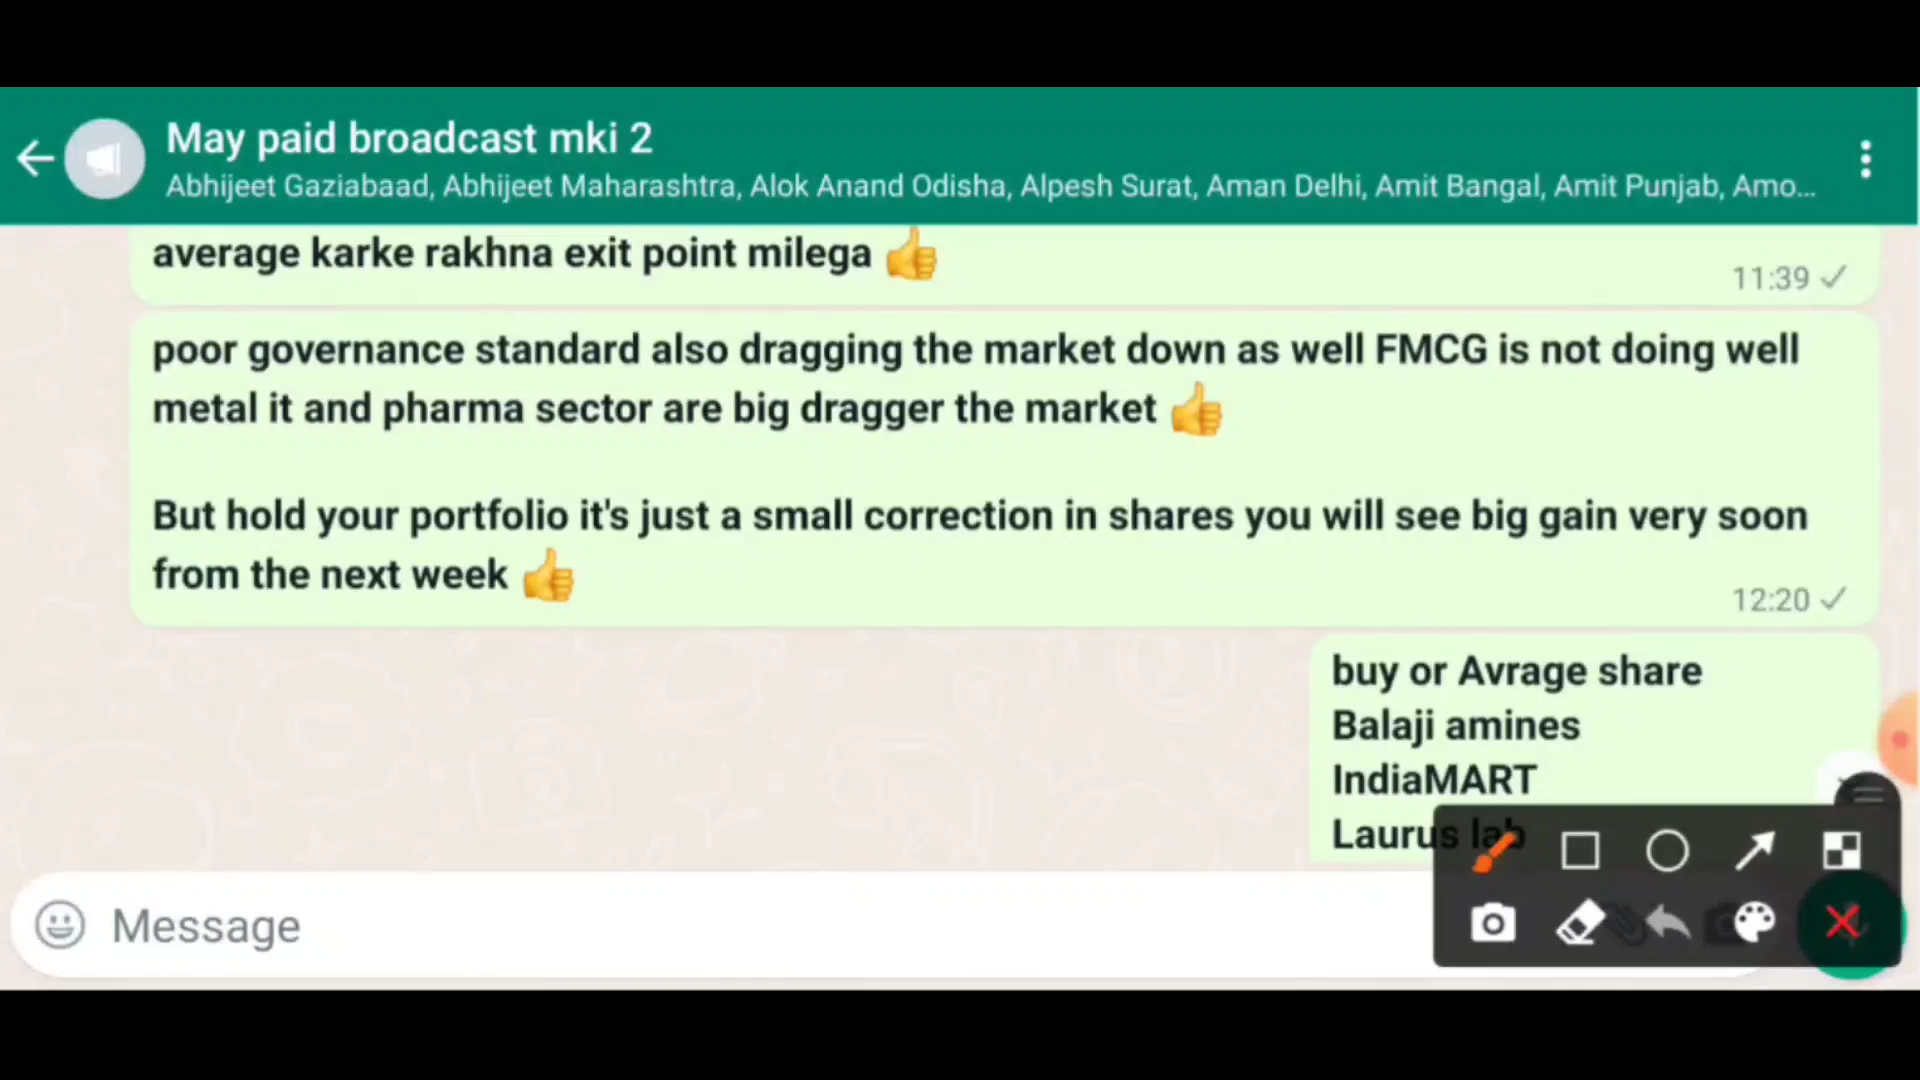 May paid broadcast mki 2
Abhijeet Gaziabaad, Abhijeet Maharashtra, Alok Anand Odisha, Alpesh Surat, Aman Delhi, Amit Bangal, Amit Punjab, Amo...
average karke rakhna exit point milega 👍
11:39
poor governance standard also dragging the market down as well FMCG is not doing well
metal it and pharma sector are big dragger the market 👍
But hold your portfolio it's just a small correction in shares you will see big gain very soon
from the next week 👍
12:20
buy or Avrage share
Balaji amines
IndiaMART
Laurus lab
Message